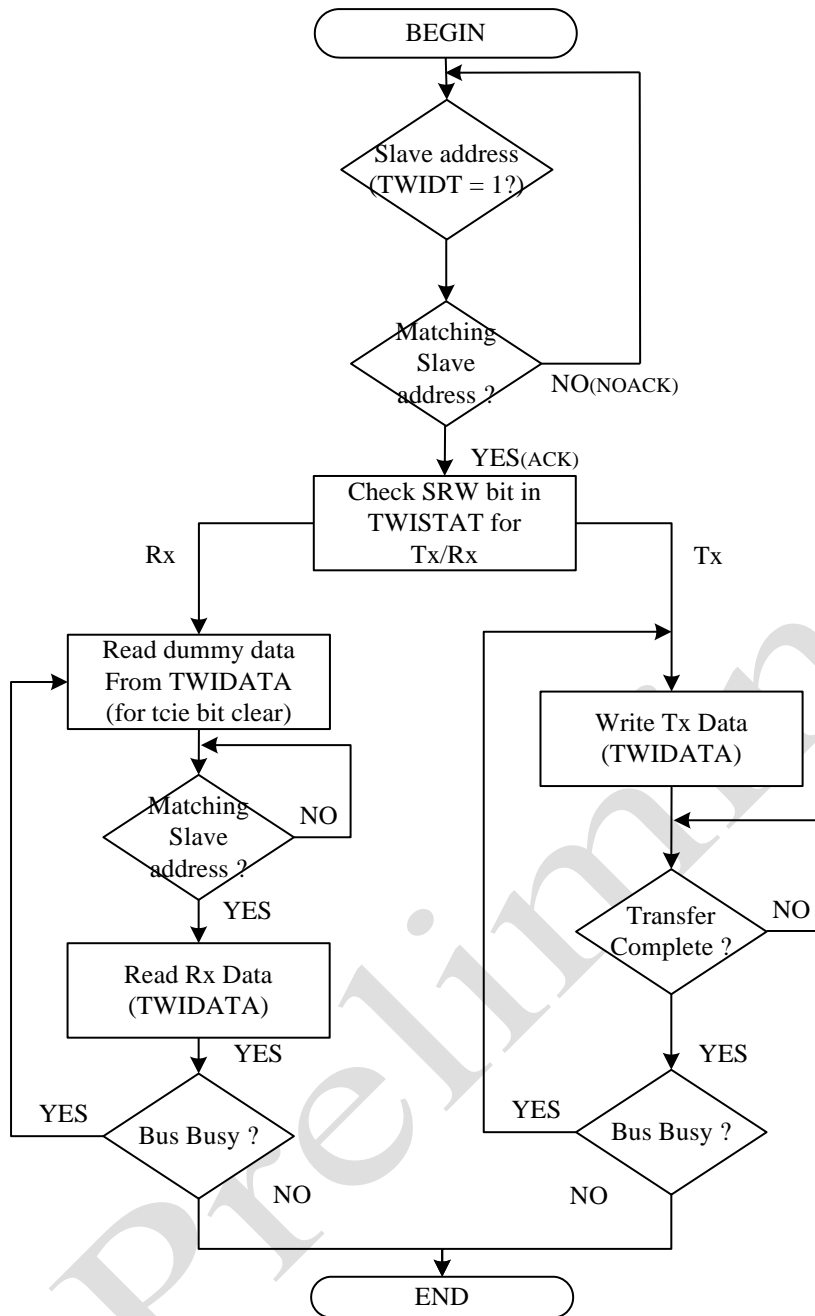 BEGIN
Slave address
(TWIDT = 1?)
Matching
Slave
address ?
NO(NOACK)
YES(ACK)
Check SRW bit in
TWISTAT for
Tx/Rx
Rx
Tx
Read dummy data
From TWIDATA
(for tcie bit clear)
Write Tx Data
(TWIDATA)
Matching
Slave
address ?
NO
YES
Transfer
Complete ?
NO
Read Rx Data
(TWIDATA)
YES
YES
YES
Bus Busy ?
YES
Bus Busy ?
NO
NO
END